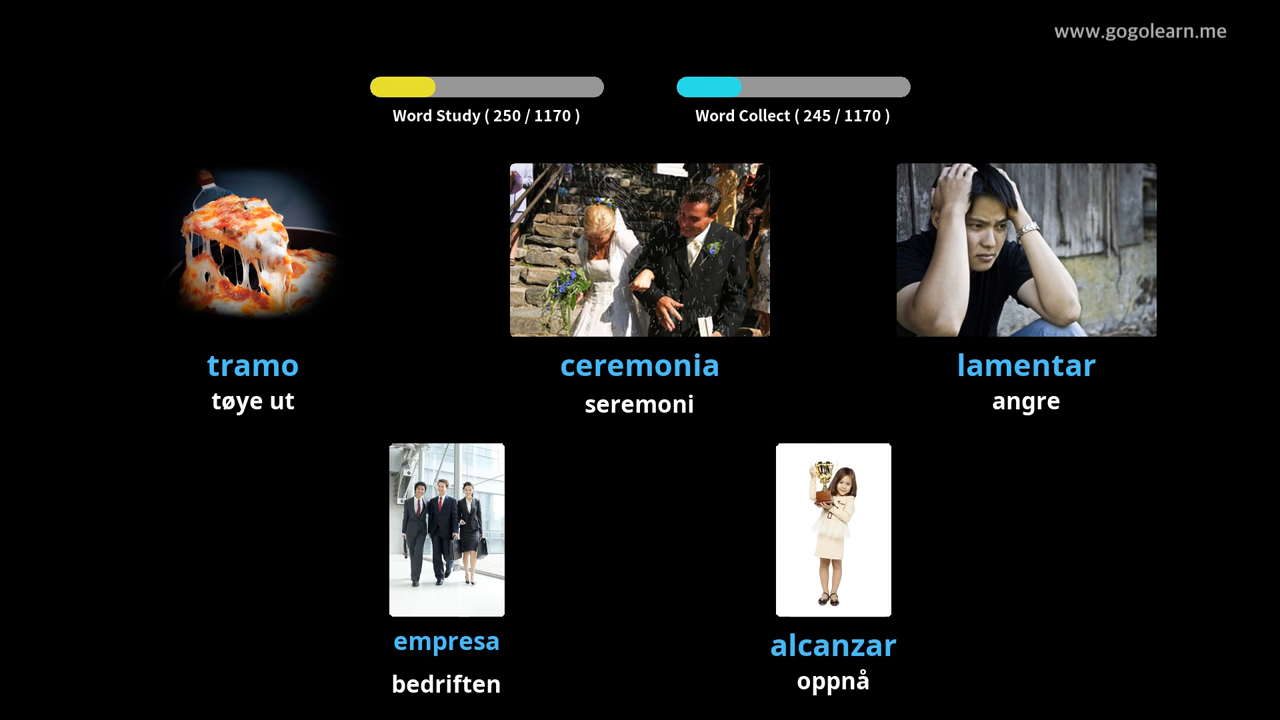 www.gogolearn.me
Word Study ( 250 / 1170 )
Word Collect ( 245 / 1170 )
tramo
tøye ut
ceremonia
seremoni
lamentar
angre
empresa
bedriften
alcanzar
oppnå